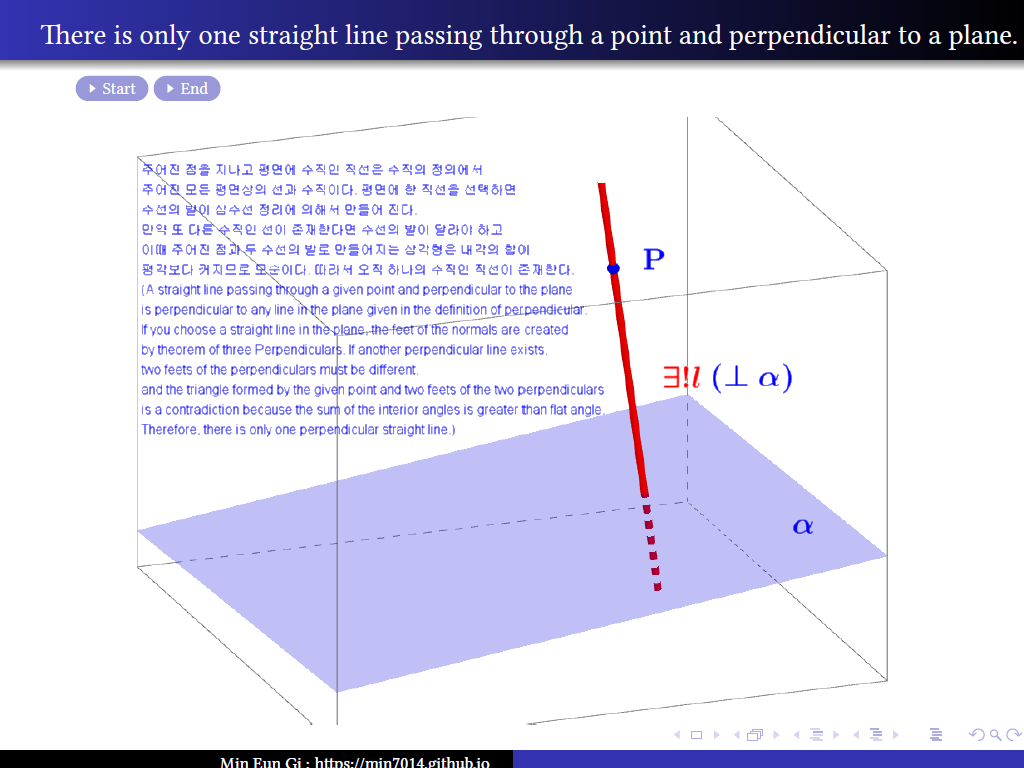 There is only one straight line passing through a point and perpendicular to a plane.
Start
End
주어진 점을 지나고 평면에 수직인 직선은 수직의 정의에서
주어진 모든 평면상의 선과 수직이다. 평면에 한 직선을 선택하면
수선의 발이 삼수선 정리에 의해서 만들어 진다.
만약 또 다른 수직인 선이 존재한다면 수선의 발이 달라야 하고
이때 주어진 점과 두 수선의 발로 만들어지는 삼각형은 내각의 합이
평각보다 커지므로 모순이다. 따라서 오직 하나의 수직인 직선이 존재한다.
(A straight line passing through a given point and perpendicular to the plane
is perpendicular to any line in the plane given in the definition of perpendicular.
If you choose a straight line in the plane, the feet of the normals are created
by theorem of three Perpendiculars. If another perpendicular line exists,
two feets of the perpendiculars must be different,
and the triangle formed by the given point and two feets of the two perpendiculars
is a contradiction because the sum of the interior angles is greater than flat angle.
Therefore, there is only one perpendicular straight line.)
P
∃!l (⊥ α)
α
Min Eun Gi : https://min7014.github.io